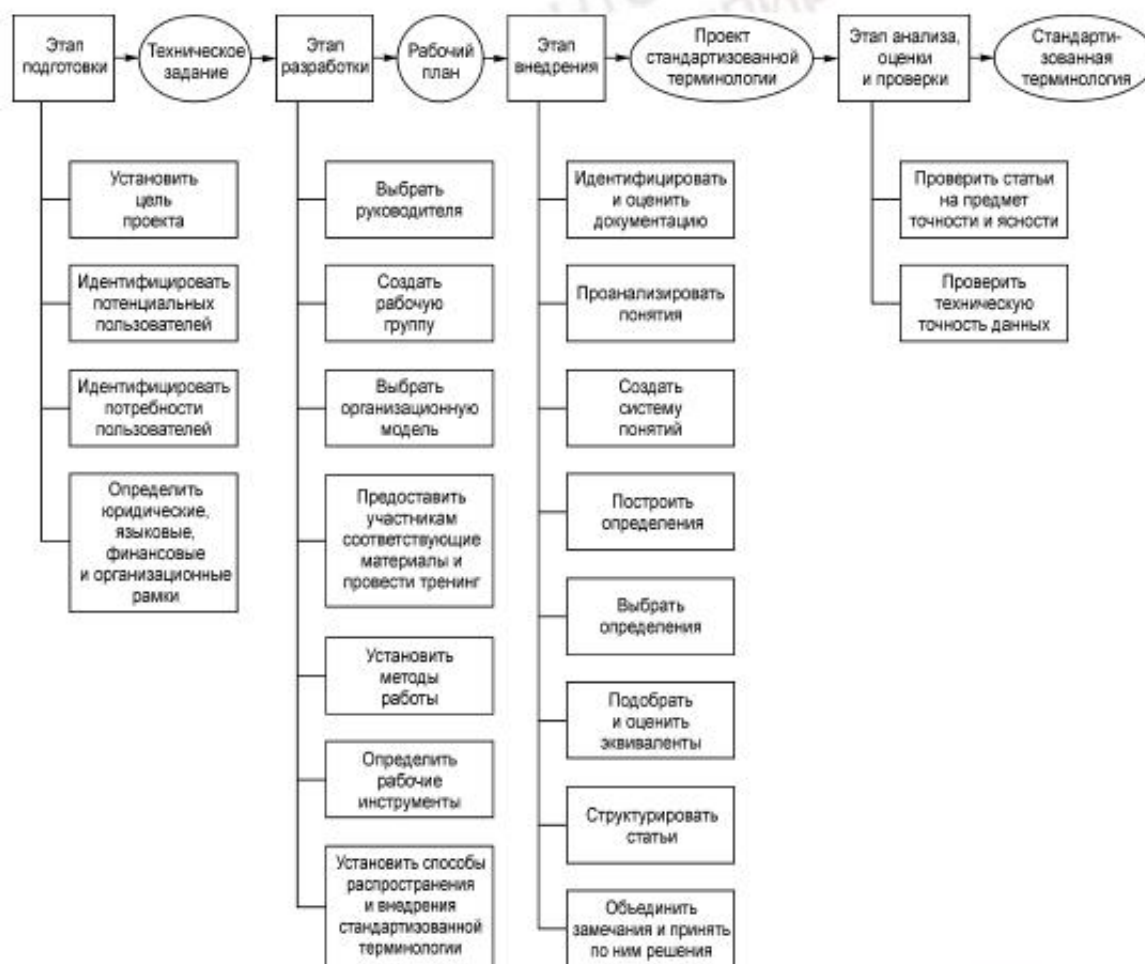 Этап
подготовки
Техническое
задание
Этап
разработки
Рабочий
план
Этап
внедрения
Проект
стандартизованной
терминологии
Этап анализа,
оценки
и проверки
Стандарти-
зованная
терминология
Установить
цель
проекта
Идентифицировать
потенциальных
пользователей
Идентифицировать
потребности
пользователей
Определить
юридические,
языковые,
финансовые
и организационные
рамки
Выбрать
руководителя
Создать
рабочую
группу
Выбрать
организационную
модель
Предоставить
участникам
соответствующие
материалы и
провести тренинг
Установить
методы
работы
Определить
рабочие
инструменты
Установить способы
распространения
и внедрения
стандартизованной
терминологии
Идентифицировать
и оценить
документацию
Проанализировать
понятия
Создать
систему
понятий
Построить
определения
Выбрать
определения
Подобрать
и оценить
эквиваленты
Структурировать
статьи
Объединить
замечания и принять
по ним решения
Проверить статьи
на предмет
точности и ясности
Проверить
техническую
точность данных